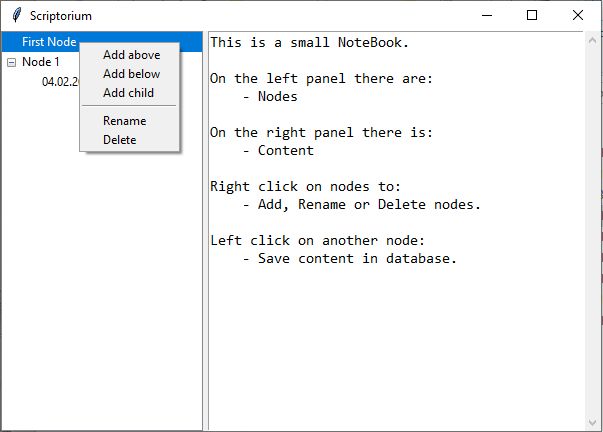 Scriptorium
First Node
Node 1
04.02.20
Add above
Add below
Add child
Rename
Delete
This is a small NoteBook.
On the left panel there are:
- Nodes
On the right panel there is:
- Content
Right click on nodes to:
- Add, Rename or Delete nodes.
Left click on another node:
- Save content in database.